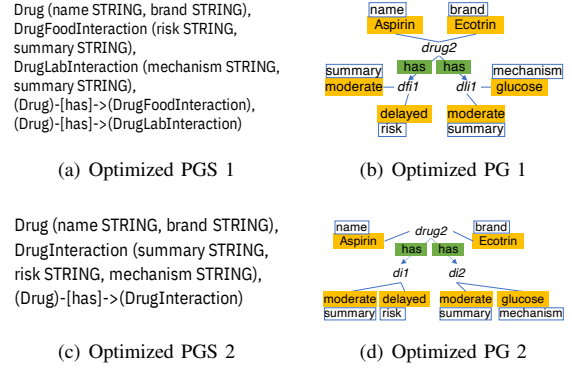 Drug (name STRING, brand STRING),
DrugFoodInteraction (risk
STRING, summary
STRING),
DrugLabInteraction (mechanism STRING,
summary STRING),
(Drug)-[has]->(DrugFoodInteraction),
(Drug)-[has]->(DrugLabInteraction)
(a) Optimized PGS 1
name brand
Aspirin Ecotrin
drug2
has has
summary mechanism
moderate dfi1 dli1 glucose
delayed moderate
risk summary
(b) Optimized PG 1
Drug (name STRING, brand STRING),
DrugInteraction (summary STRING,
risk STRING, mechanism STRING),
(Drug)-[has]->(DrugInteraction)
(c) Optimized PGS 2
name brand
drug2
Aspirin Ecotrin
has has
di1 di2
moderate delayed moderate glucose
summary risk summary mechanism
(d) Optimized PG 2